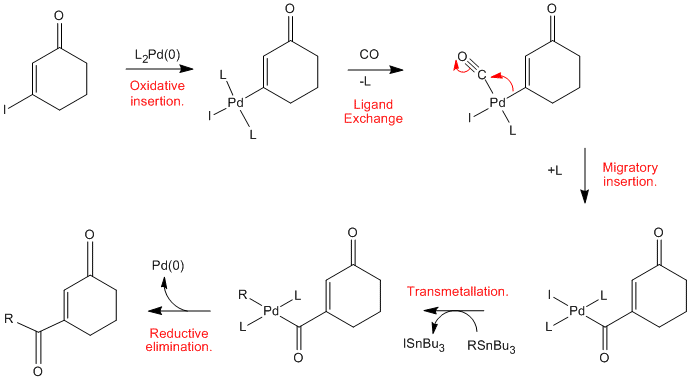 O
I
L₂Pd(0)
Oxidative
insertion.
O
L
Pd
I
L
CO
-L
Ligand
Exchange
O
O
C
Pd
I
L
+L
Migratory
insertion.
O
I
L
Pd
L
O
Transmetallation.
ISnBu₃
RSnBu₃
O
R
L
Pd
L
O
Pd(0)
Reductive
elimination.
O
R
O